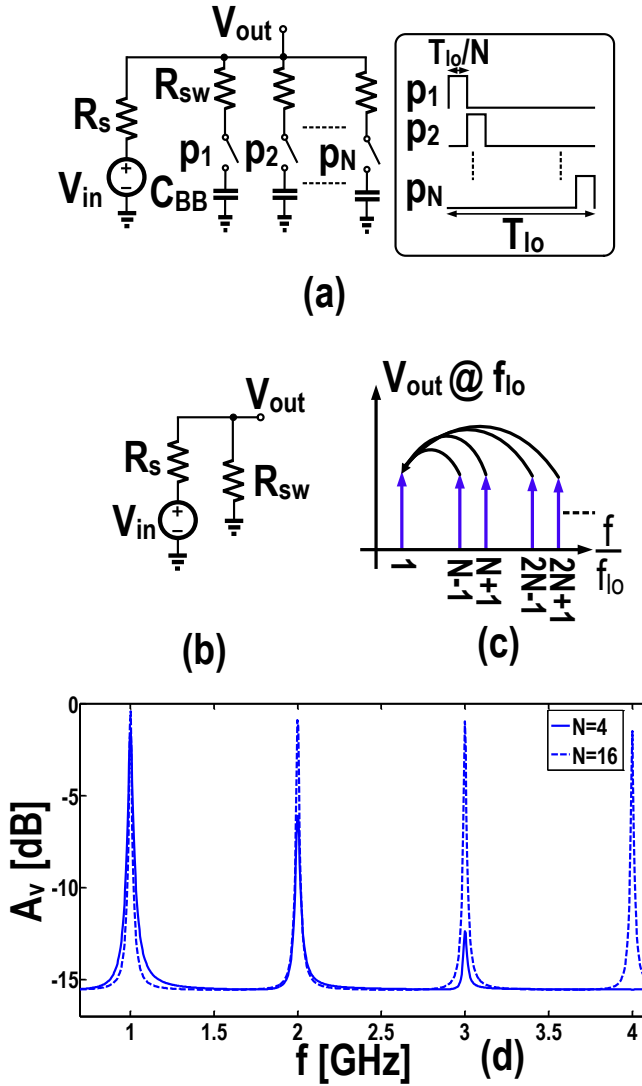 Vout
Tlo/N
Rsw
p1
Rs
p1
p2
pN
p2
Vin
CBB
pN
Tlo
(a)
Vout
Vout @ flo
Rs
Rsw
Vin
f
flo
1
N-1
N+1
2N-1
2N+1
(b)
(c)
0
-5
-10
-15
Av [dB]
N=4
N=16
1
1.5
2
2.5
3
3.5
4
f [GHz]
(d)